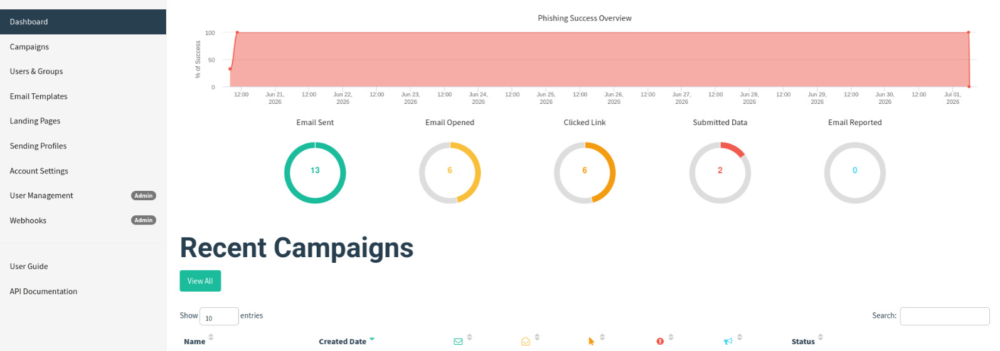 Dashboard
Campaigns
Users & Groups
Email Templates
Landing Pages
Sending Profiles
Account Settings
User Management Admin
Webhooks Admin
User Guide
API Documentation
Phishing Success Overview
% of Success
100
50
0
12:00 Jun 21, 2026 12:00 Jun 22, 2026 12:00 Jun 23, 2026 12:00 Jun 24, 2026 12:00 Jun 25, 2026 12:00 Jun 26, 2026 12:00 Jun 27, 2026 12:00 Jun 28, 2026 12:00 Jun 29, 2026 12:00 Jun 30, 2026 12:00 Jul 01, 2026
Email Sent Email Opened Clicked Link Submitted Data Email Reported
13 6 6 2 0
Recent Campaigns
View All
Show 10 entries Search:
Name Created Date Status